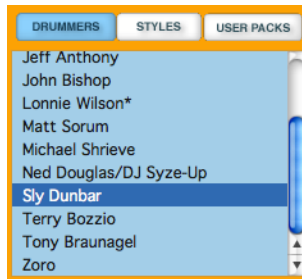 DRUMMERS STYLES USER PACKS
Jeff Anthony
John Bishop
Lonnie Wilson*
Matt Sorum
Michael Shrieve
Ned Douglas/DJ Syze-Up
Sly Dunbar
Terry Bozzio
Tony Braunagel
Zoro